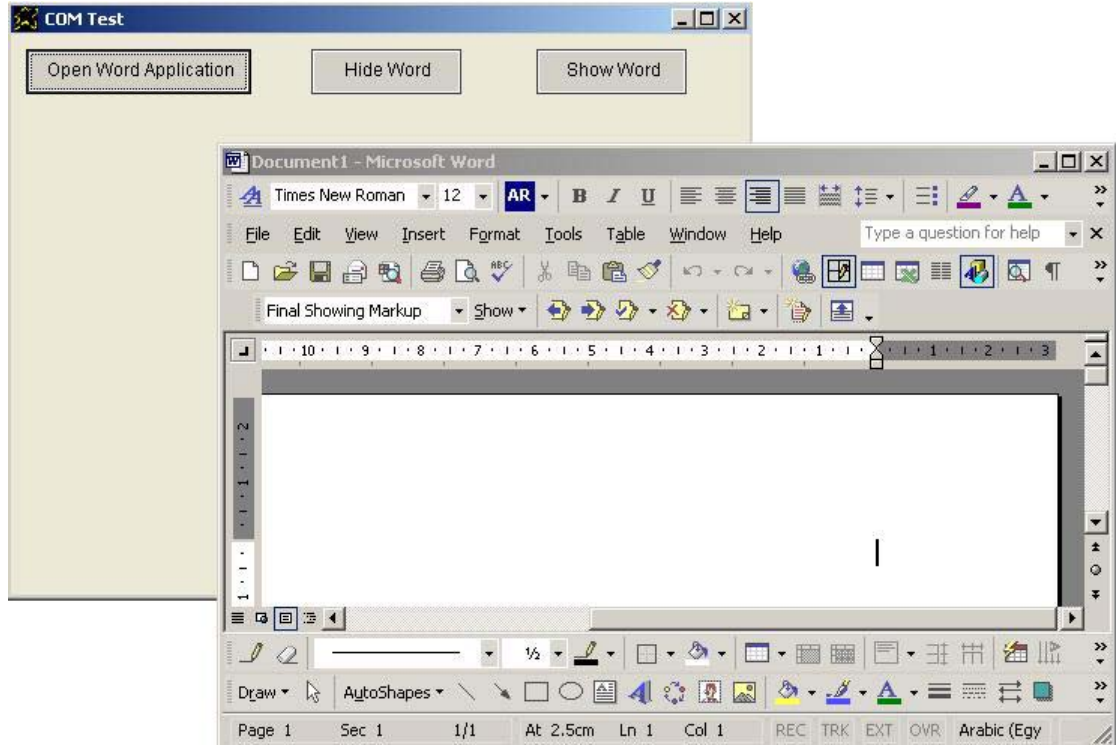 COM Test
Open Word Application Hide Word Show Word
Document1 - Microsoft Word
Times New Roman 12 AR B I U A
File Edit View Insert Format Tools Table Window Help Type a question for help
ABC
Final Showing Markup Show
10 9 8 7 6 5 4 3 2 1 1 2 3
2
1
1
½
Draw AutoShapes A A
Page 1 Sec 1 1/1 At 2.5cm Ln 1 Col 1 REC TRK EXT OVR Arabic (Egy